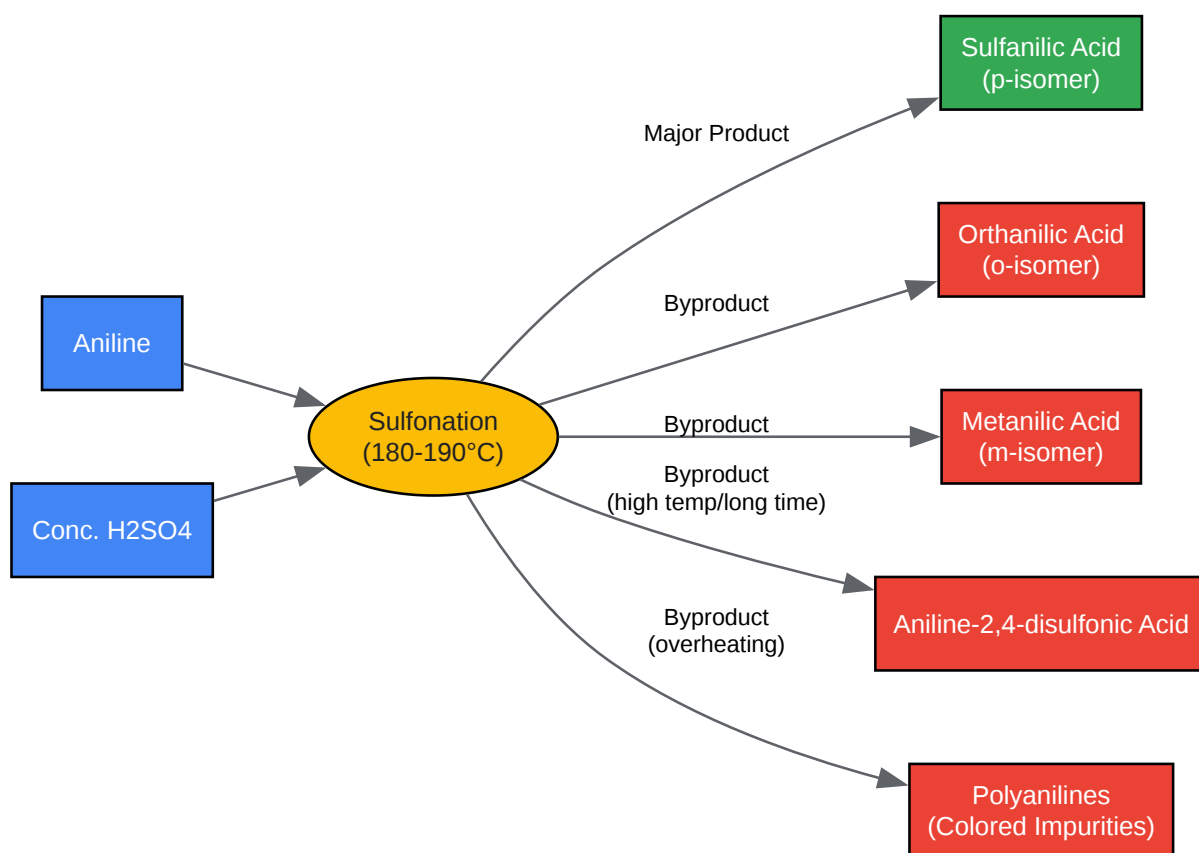 Sulfanilic Acid
(p-isomer)
Major Product
Orthanilic Acid
(o-isomer)
Byproduct
Aniline
Sulfonation
(180-190°C)
Byproduct
Metanilic Acid
(m-isomer)
Byproduct
(high temp/long time)
Conc. H2SO4
Aniline-2,4-disulfonic Acid
Byproduct
(overheating)
Polyanilines
(Colored Impurities)